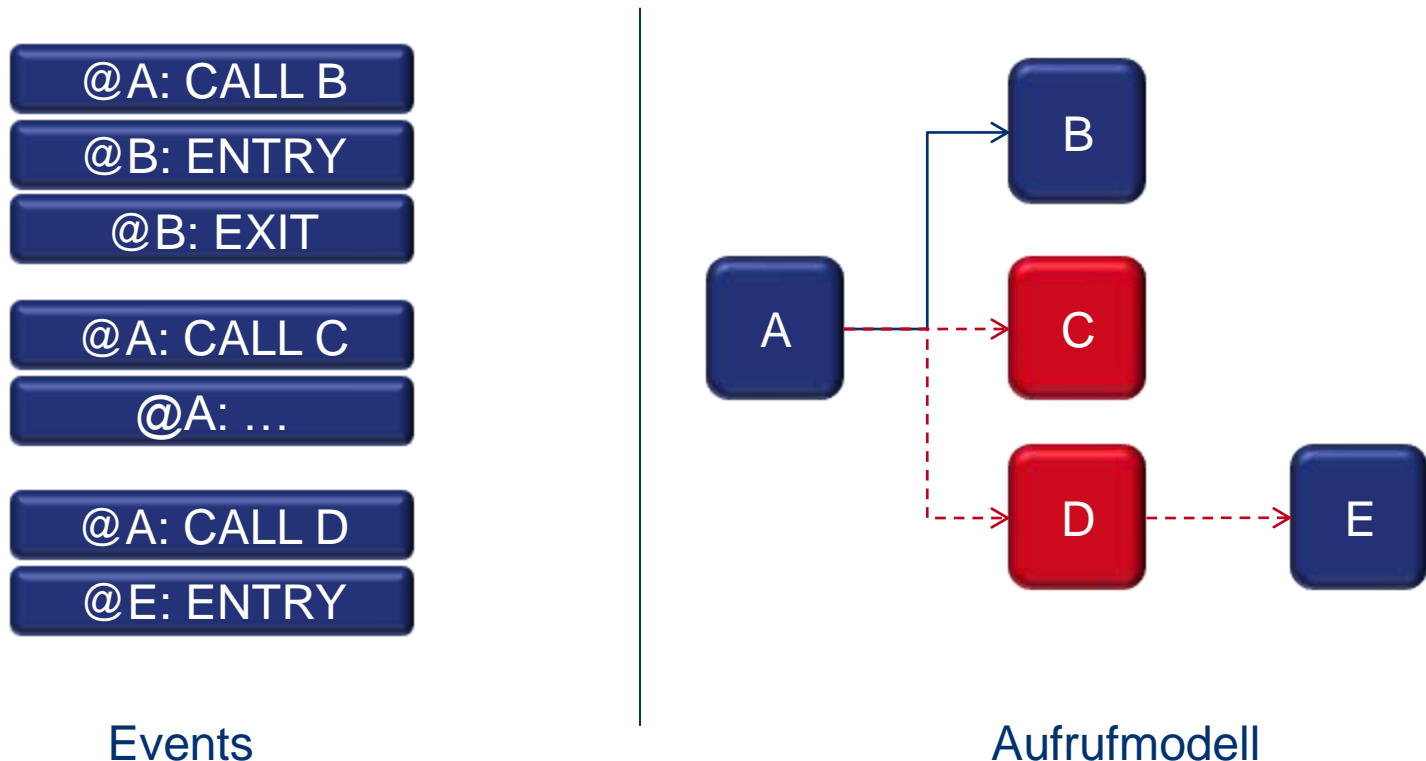 @A: CALL B
@B: ENTRY
@B: EXIT
@A: CALL C
@A: …
@A: CALL D
@E: ENTRY
Events
B
A
C
D
E
Aufrufmodell